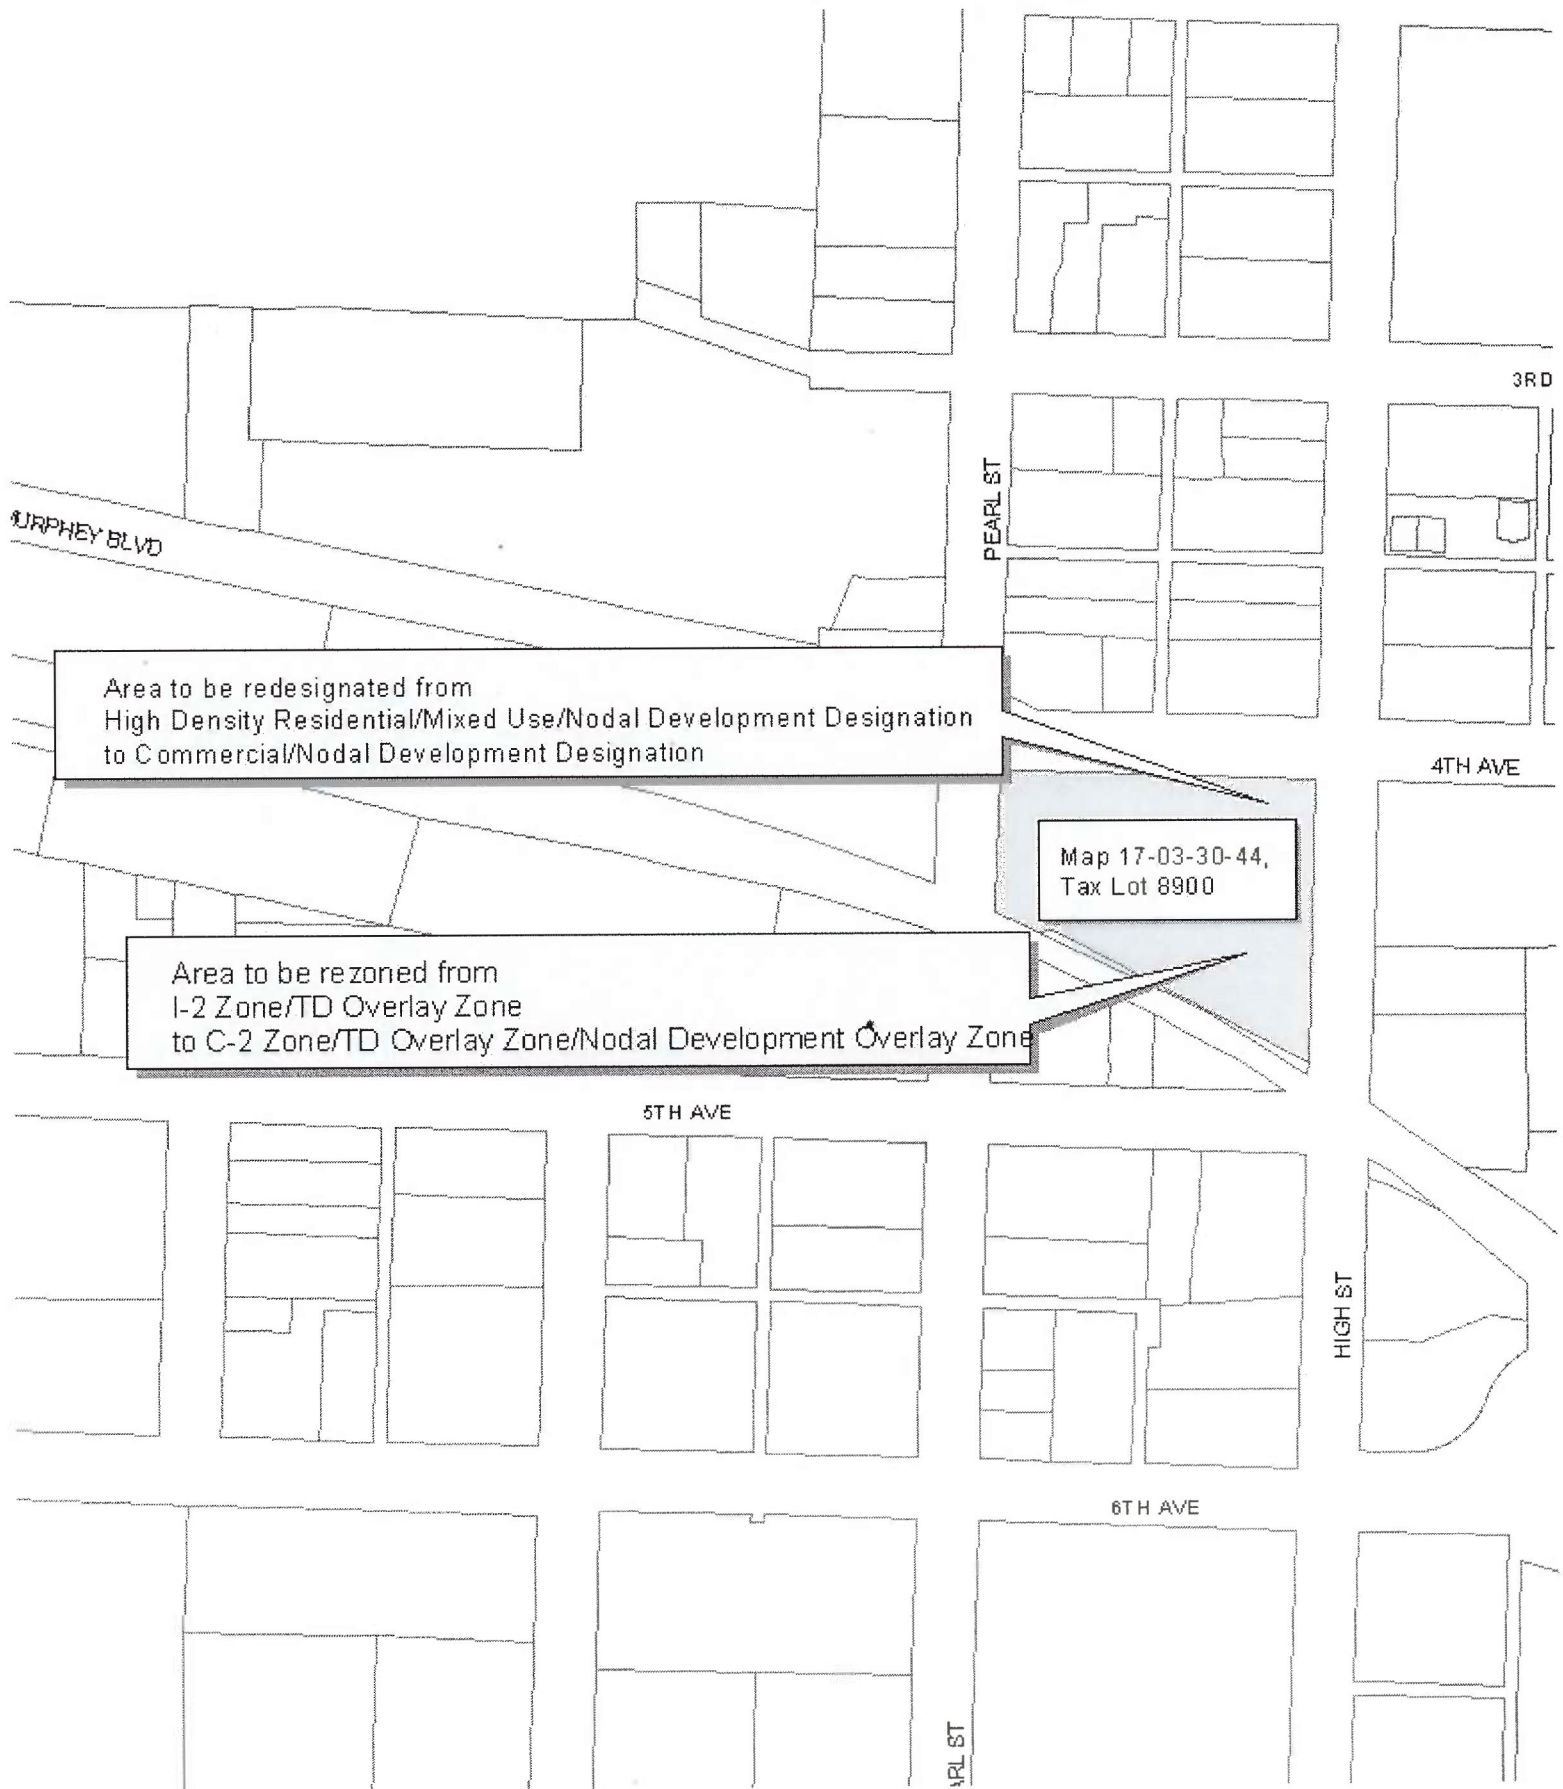 3RD
PEARL ST
URPHEY BLVD
Area to be redesignated from
High Density Residential/Mixed Use/Nodal Development Designation
to Commercial/Nodal Development Designation
4TH AVE
Map 17-03-30-44,
Tax Lot 8900
Area to be rezoned from
I-2 Zone/TD Overlay Zone
to C-2 Zone/TD Overlay Zone/Nodal Development Overlay Zone
5TH AVE
HIGH ST
6TH AVE
ARL ST